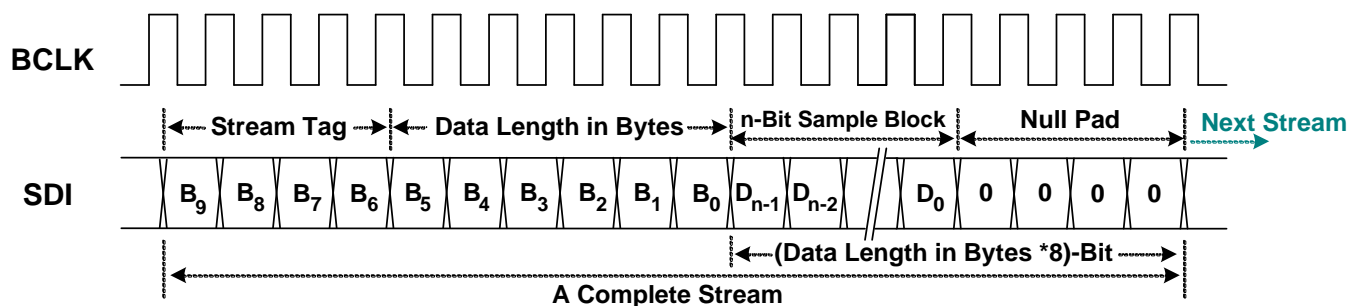 BCLK
Stream Tag Data Length in Bytes n-Bit Sample Block Null Pad Next Stream
SDI B9 B8 B7 B6 B5 B4 B3 B2 B1 B0 Dn-1 Dn-2 D0 0 0 0 0
(Data Length in Bytes *8)-Bit
A Complete Stream